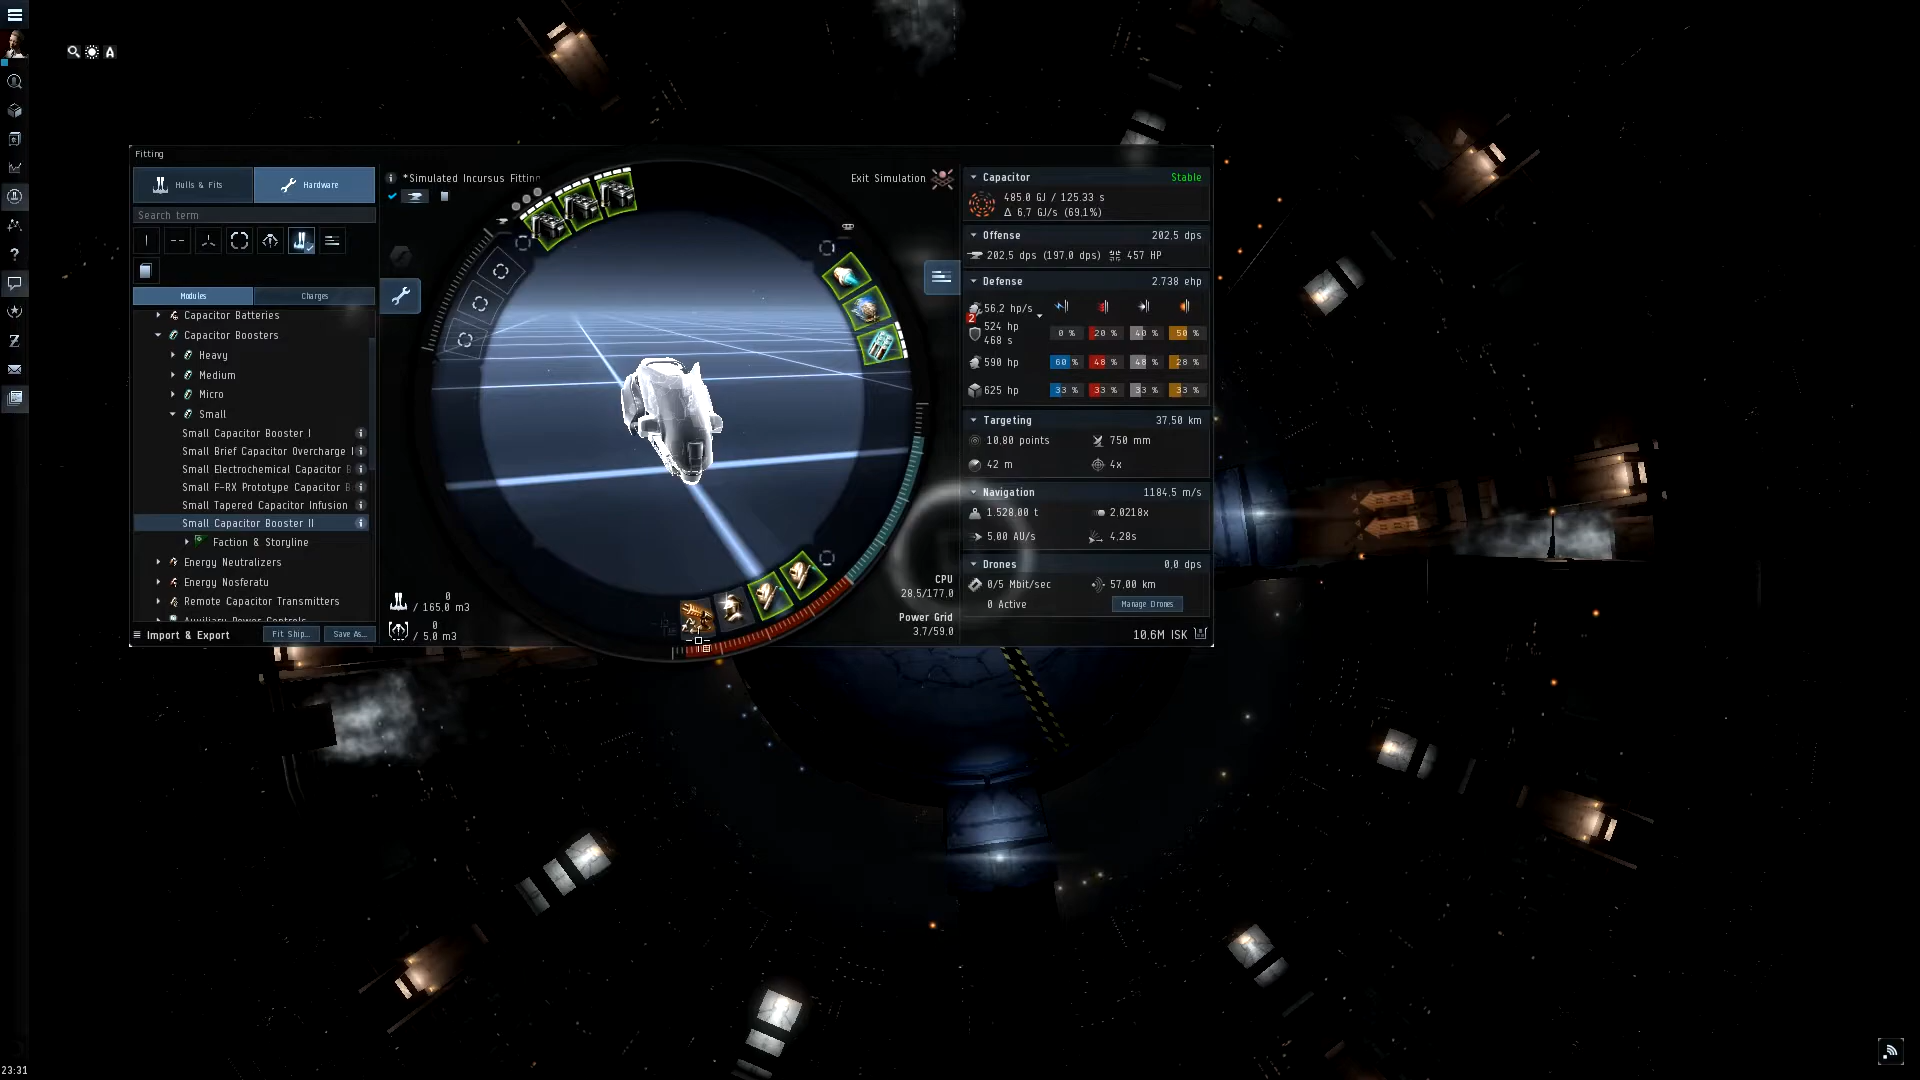 A
Fitting
Hulls & Fits
Hardware
Search term
Modules
Charges
Capacitor Batteries
Capacitor Boosters
Heavy
Medium
Micro
Small
Small Capacitor Booster I
Small Brief Capacitor Overcharge I
Small Electrochemical Capacitor B
Small F-RX Prototype Capacitor B
Small Tapered Capacitor Infusion
Small Capacitor Booster II
Faction & Storyline
Energy Neutralizers
Energy Nosferatu
Remote Capacitor Transmitters
Auxiliary Power Controls
Import & Export
Fit Ship...
Save As...
*Simulated Incursus Fitting
Exit Simulation
0
/ 165,0 m3
0
/ 5,0 m3
CPU
28,5/177,0
Power Grid
3,7/59,0
Capacitor
Stable
485,0 GJ / 125,33 s
Δ 6,7 GJ/s (69,1%)
Offense
202,5 dps
202,5 dps (197,0 dps)
457 HP
Defense
2.738 ehp
56,2 hp/s
2
524 hp
468 s
0 %
20 %
40 %
50 %
590 hp
60 %
48 %
48 %
28 %
625 hp
33 %
33 %
33 %
33 %
Targeting
37,50 km
10,80 points
750 mm
42 m
4x
Navigation
1184,5 m/s
1.528,00 t
2,0218x
5,00 AU/s
4,28s
Drones
0,0 dps
0/5 Mbit/sec
57,00 km
0 Active
Manage Drones
10,6M ISK
23:31